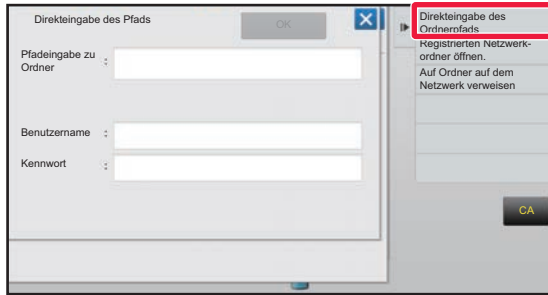 Direkteingabe des Pfads
OK
Pfadeingabe zu
Ordner :
Benutzername :
Kennwort :
Direkteingabe des
Ordnerpfads
Registrierten Netzwerk-
ordner öffnen.
Auf Ordner auf dem
Netzwerk verweisen
CA